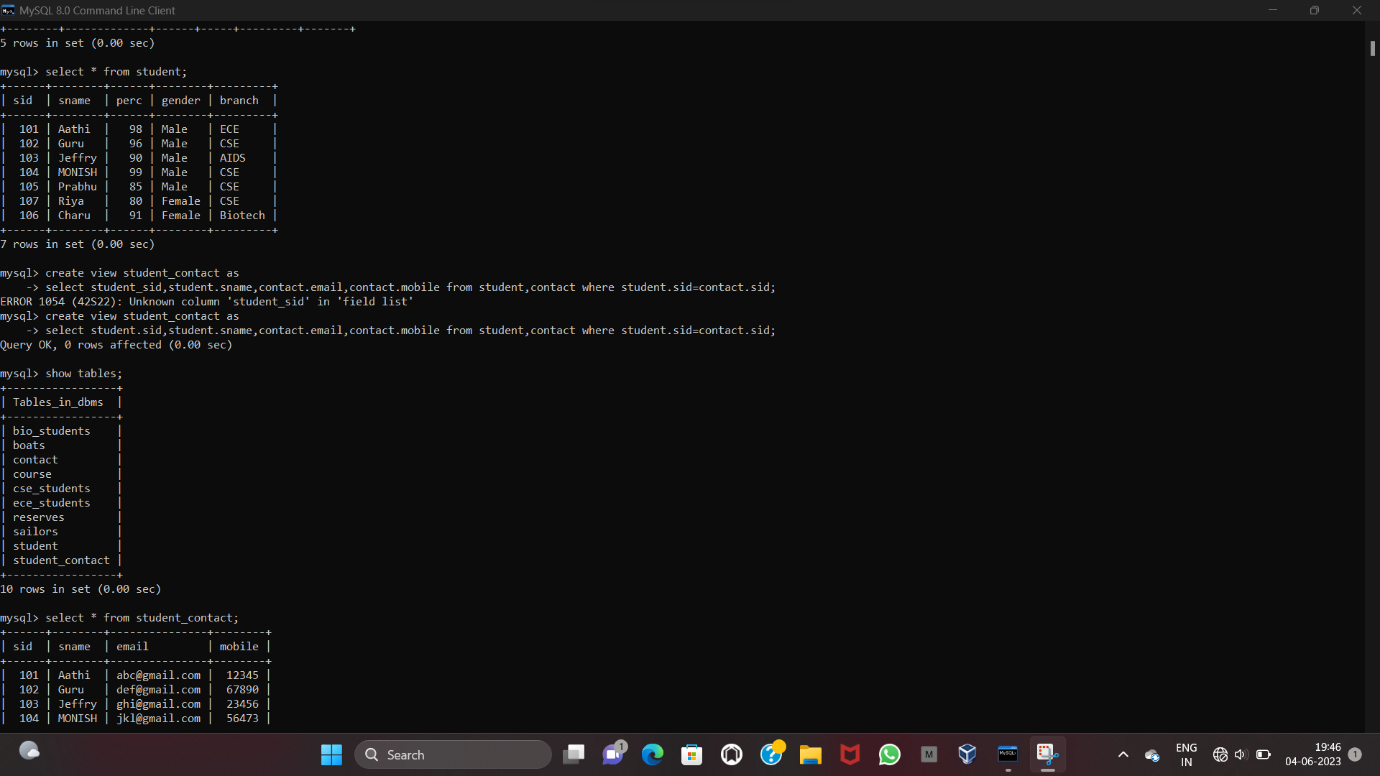 MySQL 8.0 Command Line Client
+--------+-------------+------+-----+---------+-------+
5 rows in set (0.00 sec)
mysql> select * from student;
+------+--------+------+--------+---------+
| sid  | sname  | perc | gender | branch  |
+------+--------+------+--------+---------+
|  101 | Aathi  |   98 | Male   | ECE     |
|  102 | Guru   |   96 | Male   | CSE     |
|  103 | Jeffry |   90 | Male   | AIDS    |
|  104 | MONISH |   99 | Male   | CSE     |
|  105 | Prabhu |   85 | Male   | CSE     |
|  107 | Riya   |   80 | Female | CSE     |
|  106 | Charu  |   91 | Female | Biotech |
+------+--------+------+--------+---------+
7 rows in set (0.00 sec)
mysql> create view student_contact as
    -> select student_sid,student.sname,contact.email,contact.mobile from student,contact where student.sid=contact.sid;
ERROR 1054 (42S22): Unknown column 'student_sid' in 'field list'
mysql> create view student_contact as
    -> select student.sid,student.sname,contact.email,contact.mobile from student,contact where student.sid=contact.sid;
Query OK, 0 rows affected (0.00 sec)
mysql> show tables;
+-----------------+
| Tables_in_dbms  |
+-----------------+
| bio_students    |
| boats           |
| contact         |
| course          |
| cse_students    |
| ece_students    |
| reserves        |
| sailors         |
| student         |
| student_contact |
+-----------------+
10 rows in set (0.00 sec)
mysql> select * from student_contact;
+------+--------+---------------+--------+
| sid  | sname  | email         | mobile |
+------+--------+---------------+--------+
|  101 | Aathi  | abc@gmail.com |  12345 |
|  102 | Guru   | def@gmail.com |  67890 |
|  103 | Jeffry | ghi@gmail.com |  23456 |
|  104 | MONISH | jkl@gmail.com |  56473 |
Search
1
M
ENG
IN
19:46
04-06-2023
1